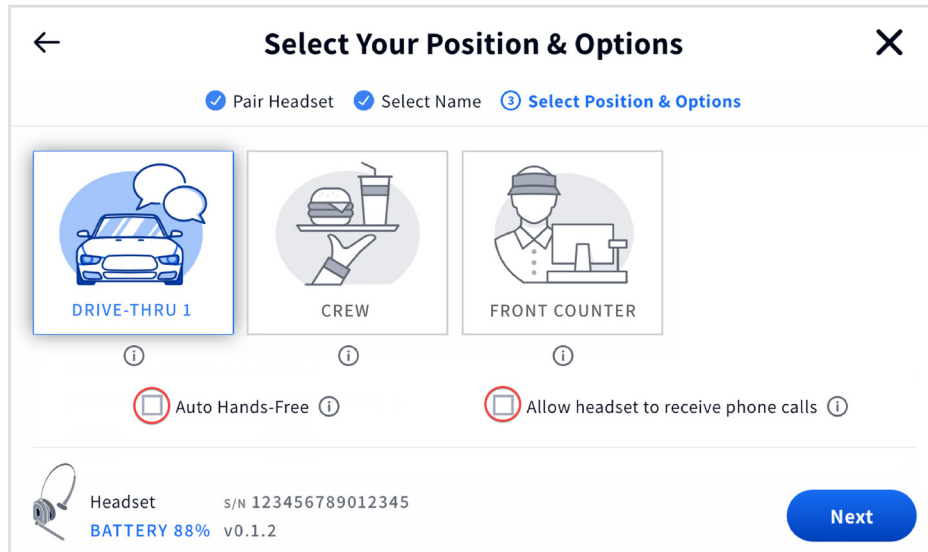 Select Your Position & Options
Pair Headset Select Name 3 Select Position & Options
DRIVE-THRU 1 CREW FRONT COUNTER
i i i
Auto Hands-Free i Allow headset to receive phone calls i
Headset S/N 123456789012345
BATTERY 88% v0.1.2
Next